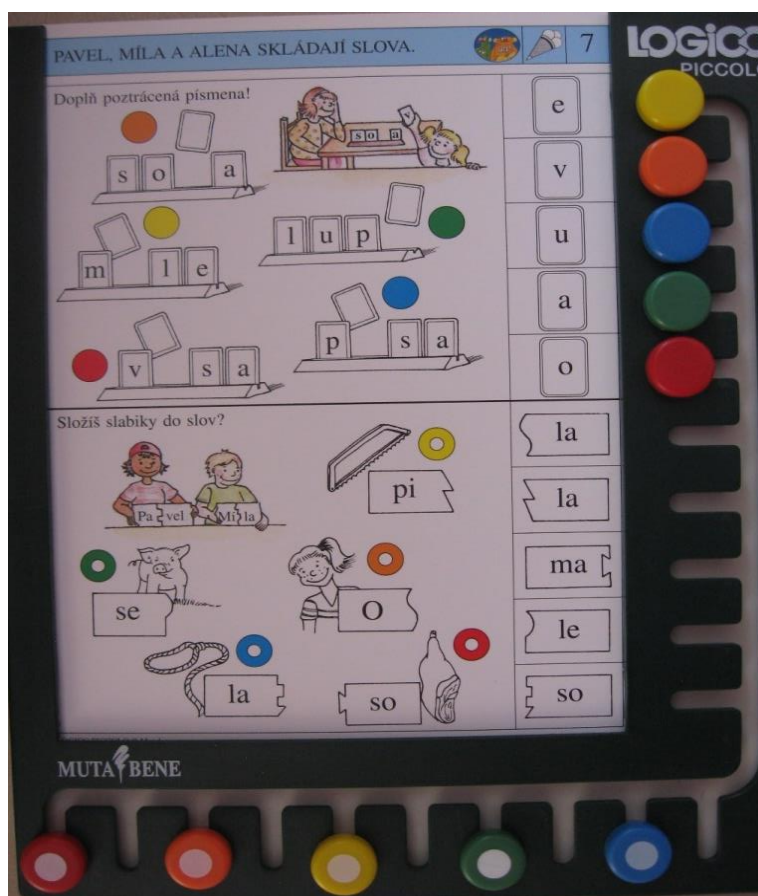 LOGICO
PICCOLO
PAVEL, MÍLA A ALENA SKLÁDAJÍ SLOVA. 7
Doplň poztrácená písmena!
s o a
s o a
m l e
l u p
v s a
p s a
e
v
u
a
o
Složíš slabiky do slov?
Pa vel Mí la
pi
se
O
la
so
la
la
ma
le
so
MUTA BENE